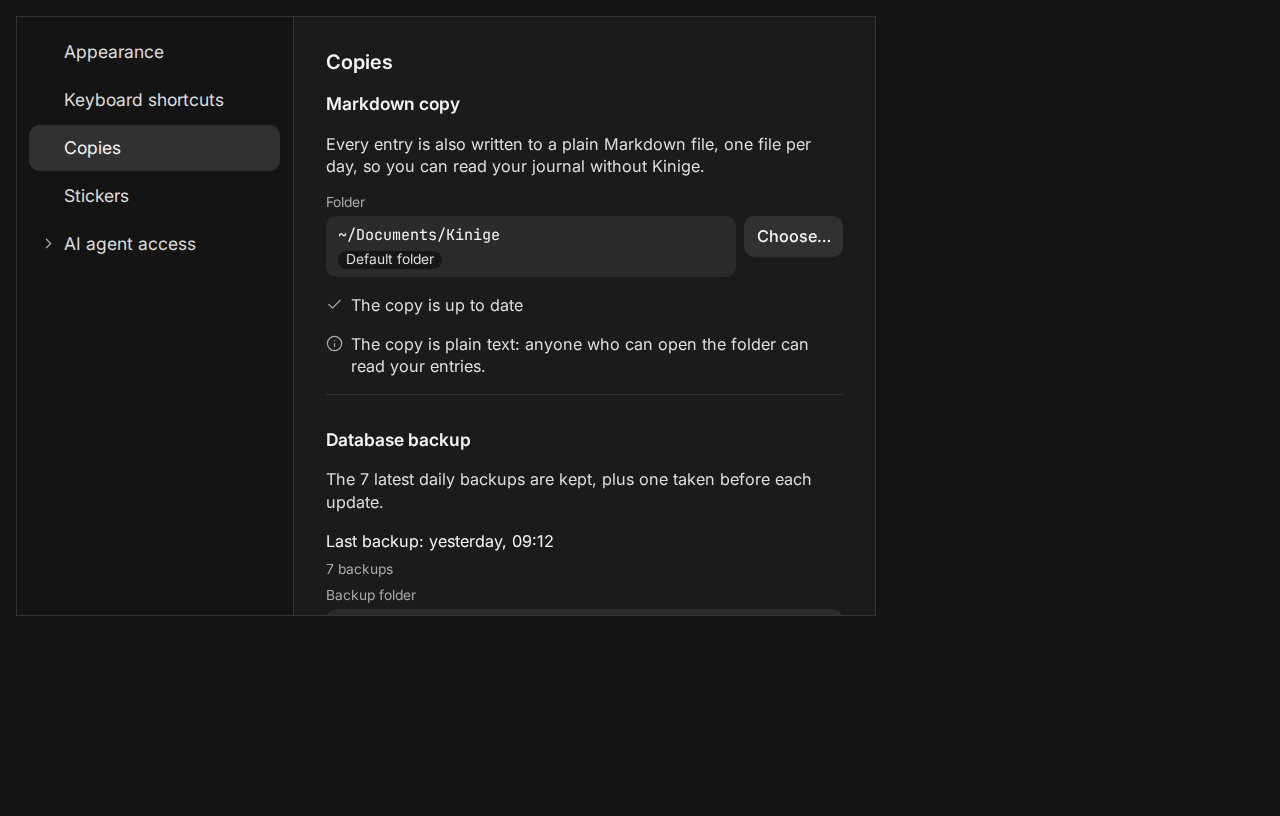 Appearance
Keyboard shortcuts
Copies
Stickers
AI agent access
Copies
Markdown copy
Every entry is also written to a plain Markdown file, one file per
day, so you can read your journal without Kinige.
Folder
~/Documents/Kinige
Default folder
Choose...
The copy is up to date
The copy is plain text: anyone who can open the folder can
read your entries.
Database backup
The 7 latest daily backups are kept, plus one taken before each
update.
Last backup: yesterday, 09:12
7 backups
Backup folder